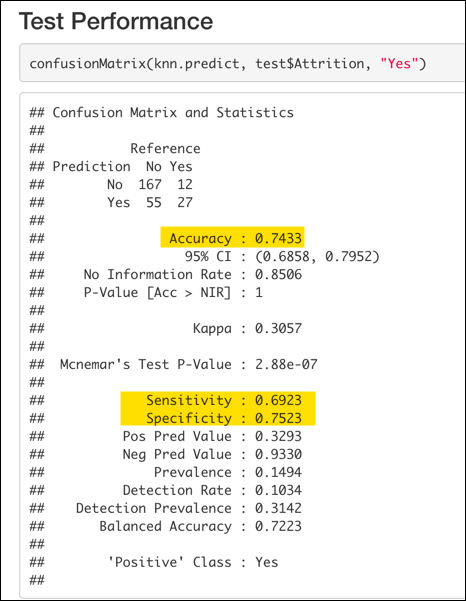 Test Performance
confusionMatrix(knn.predict, test$Attrition, "Yes")
## Confusion Matrix and Statistics
##
##           Reference
## Prediction  No Yes
##        No  167  12
##        Yes  55  27
##
##                Accuracy : 0.7433
##                  95% CI : (0.6858, 0.7952)
##     No Information Rate : 0.8506
##     P-Value [Acc > NIR] : 1
##
##                   Kappa : 0.3057
##
##  Mcnemar's Test P-Value : 2.88e-07
##
##             Sensitivity : 0.6923
##             Specificity : 0.7523
##          Pos Pred Value : 0.3293
##          Neg Pred Value : 0.9330
##              Prevalence : 0.1494
##          Detection Rate : 0.1034
##    Detection Prevalence : 0.3142
##       Balanced Accuracy : 0.7223
##
##        'Positive' Class : Yes
##